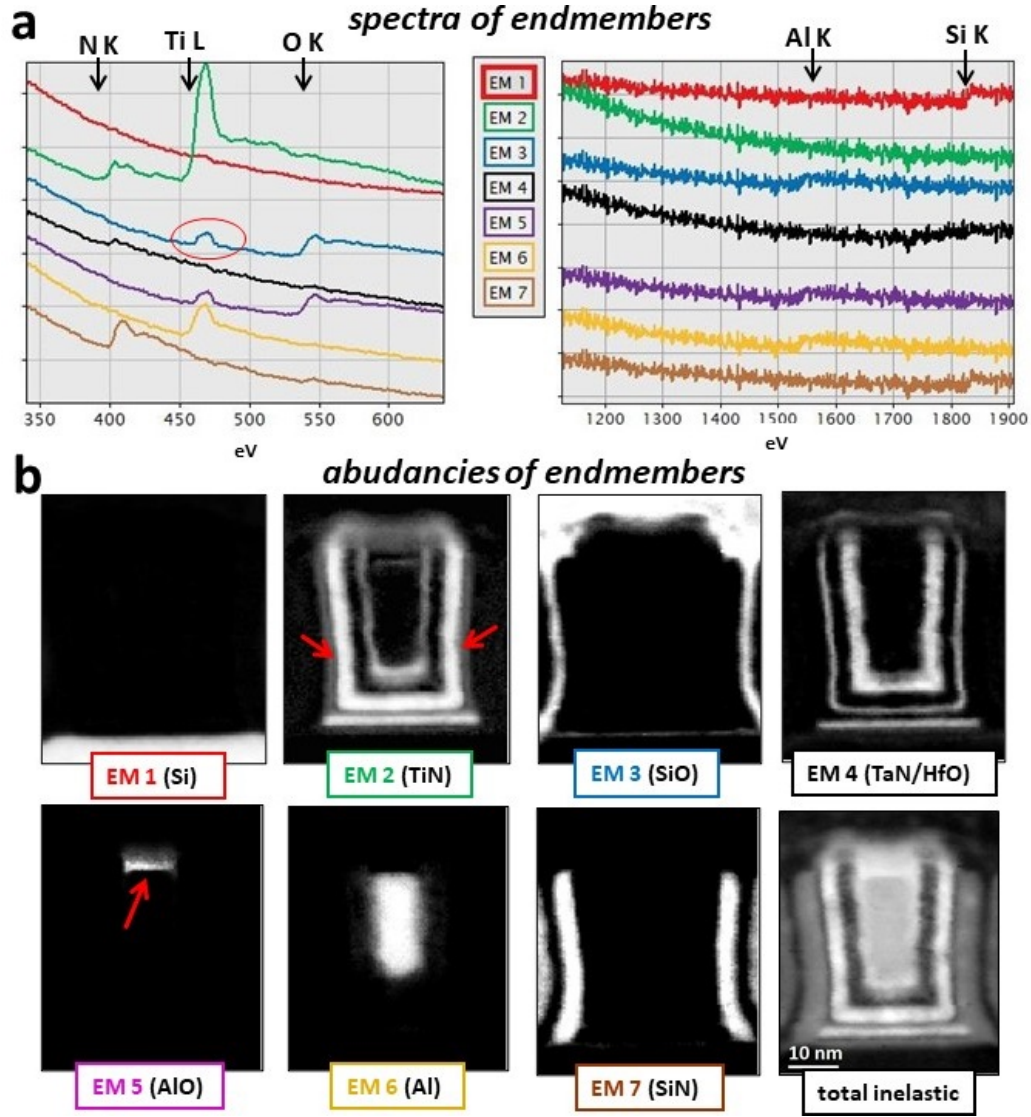 a
spectra of endmembers
N K
Ti L
O K
Al K
Si K
EM 1
EM 2
EM 3
EM 4
EM 5
EM 6
EM 7
350 400 450 500 550 600
eV
1200 1300 1400 1500 1600 1700 1800 1900
eV
b
abudancies of endmembers
EM 1 (Si)
EM 2 (TiN)
EM 3 (SiO)
EM 4 (TaN/HfO)
EM 5 (AlO)
EM 6 (Al)
EM 7 (SiN)
10 nm
total inelastic